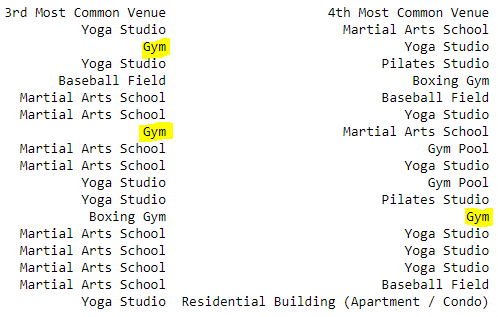 3rd Most Common Venue 4th Most Common Venue
Yoga Studio Martial Arts School
Gym Yoga Studio
Yoga Studio Pilates Studio
Baseball Field Boxing Gym
Martial Arts School Baseball Field
Martial Arts School Yoga Studio
Gym Martial Arts School
Martial Arts School Gym Pool
Martial Arts School Yoga Studio
Yoga Studio Gym Pool
Yoga Studio Pilates Studio
Boxing Gym Gym
Martial Arts School Yoga Studio
Martial Arts School Yoga Studio
Martial Arts School Yoga Studio
Martial Arts School Baseball Field
Yoga Studio Residential Building (Apartment / Condo)